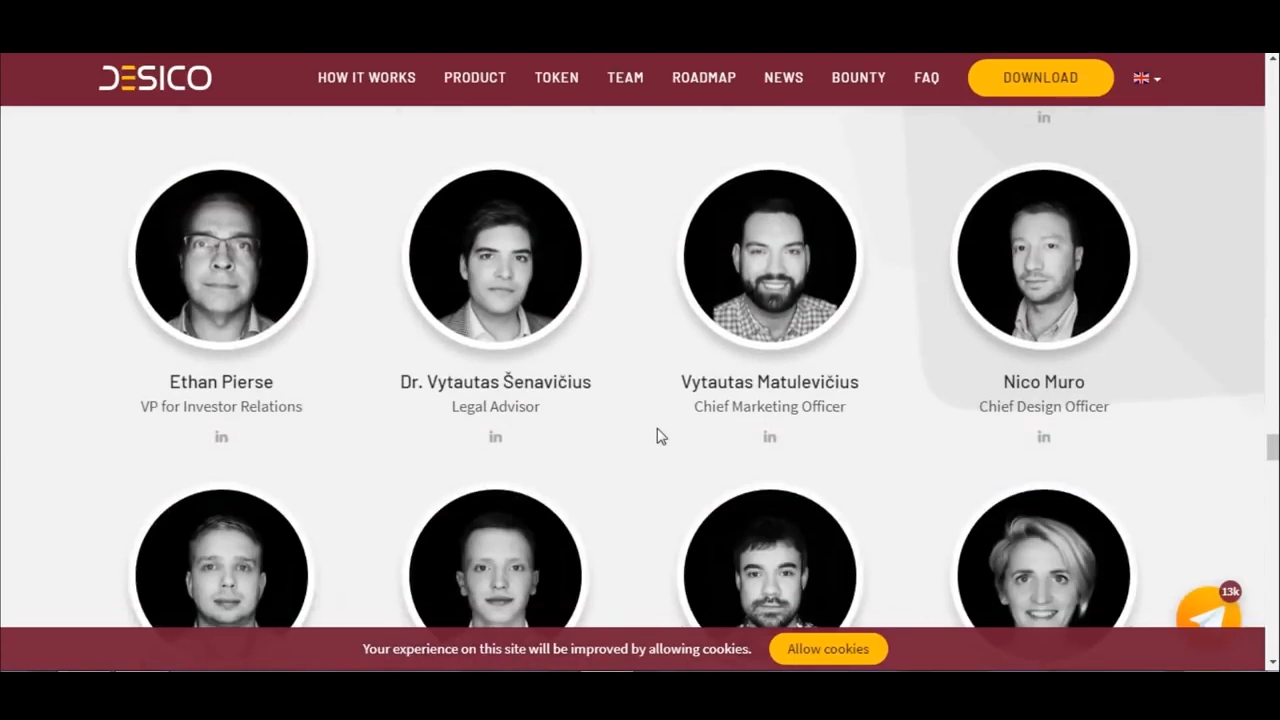 DESICO
HOW IT WORKS
PRODUCT
TOKEN
TEAM
ROADMAP
NEWS
BOUNTY
FAQ
DOWNLOAD
in
Ethan Pierse
VP for Investor Relations
in
Dr. Vytautas Šenavičius
Legal Advisor
in
Vytautas Matulevičius
Chief Marketing Officer
in
Nico Muro
Chief Design Officer
in
13k
Your experience on this site will be improved by allowing cookies.
Allow cookies